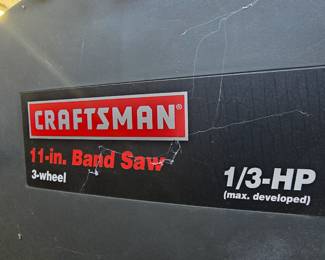 CRAFTSMAN®
11-in. Band Saw
3-wheel
1/3-HP
(max. developed)